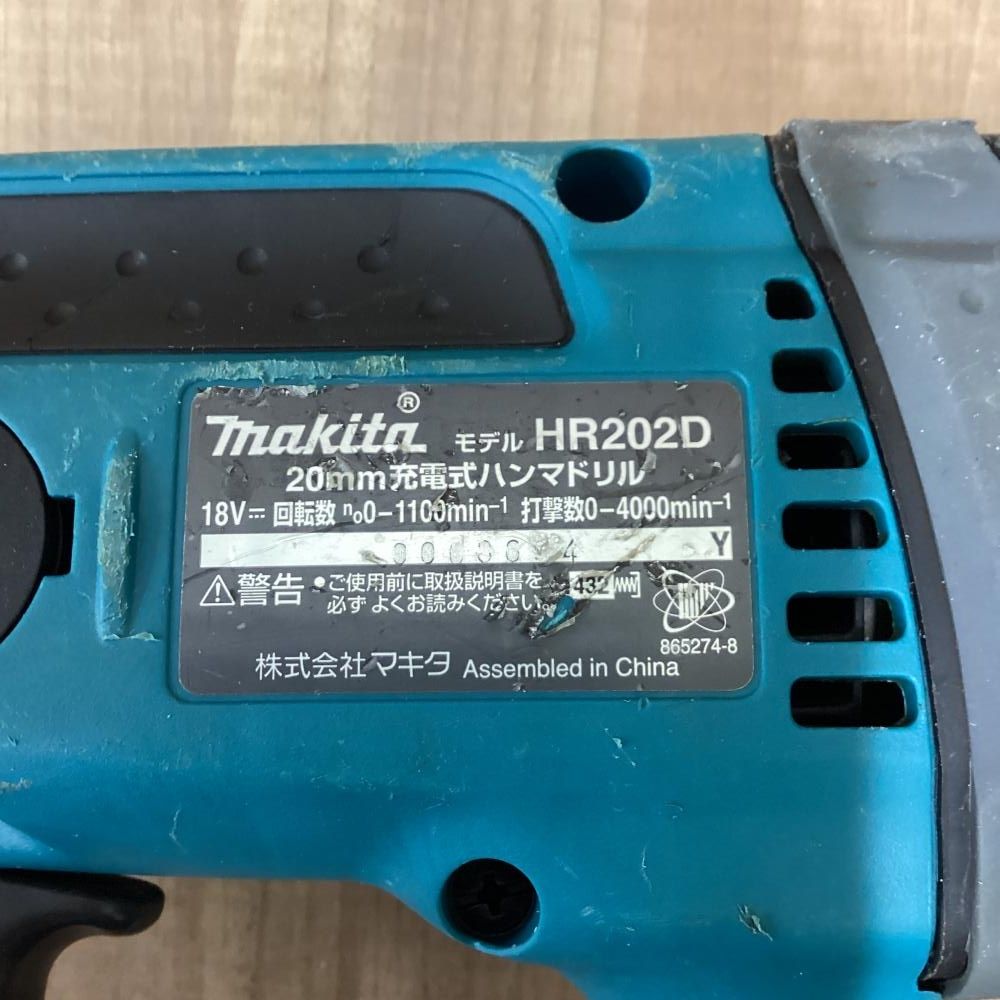 makita® モデル HR202D
20mm充電式ハンマドリル
18V⎓ 回転数 n₀0-1100min⁻¹ 打撃数0-4000min⁻¹
Y
⚠警告 •ご使用前に取扱説明書を
必ず よくお読みください。
432
865274-8
株式会社 マキタ Assembled in China